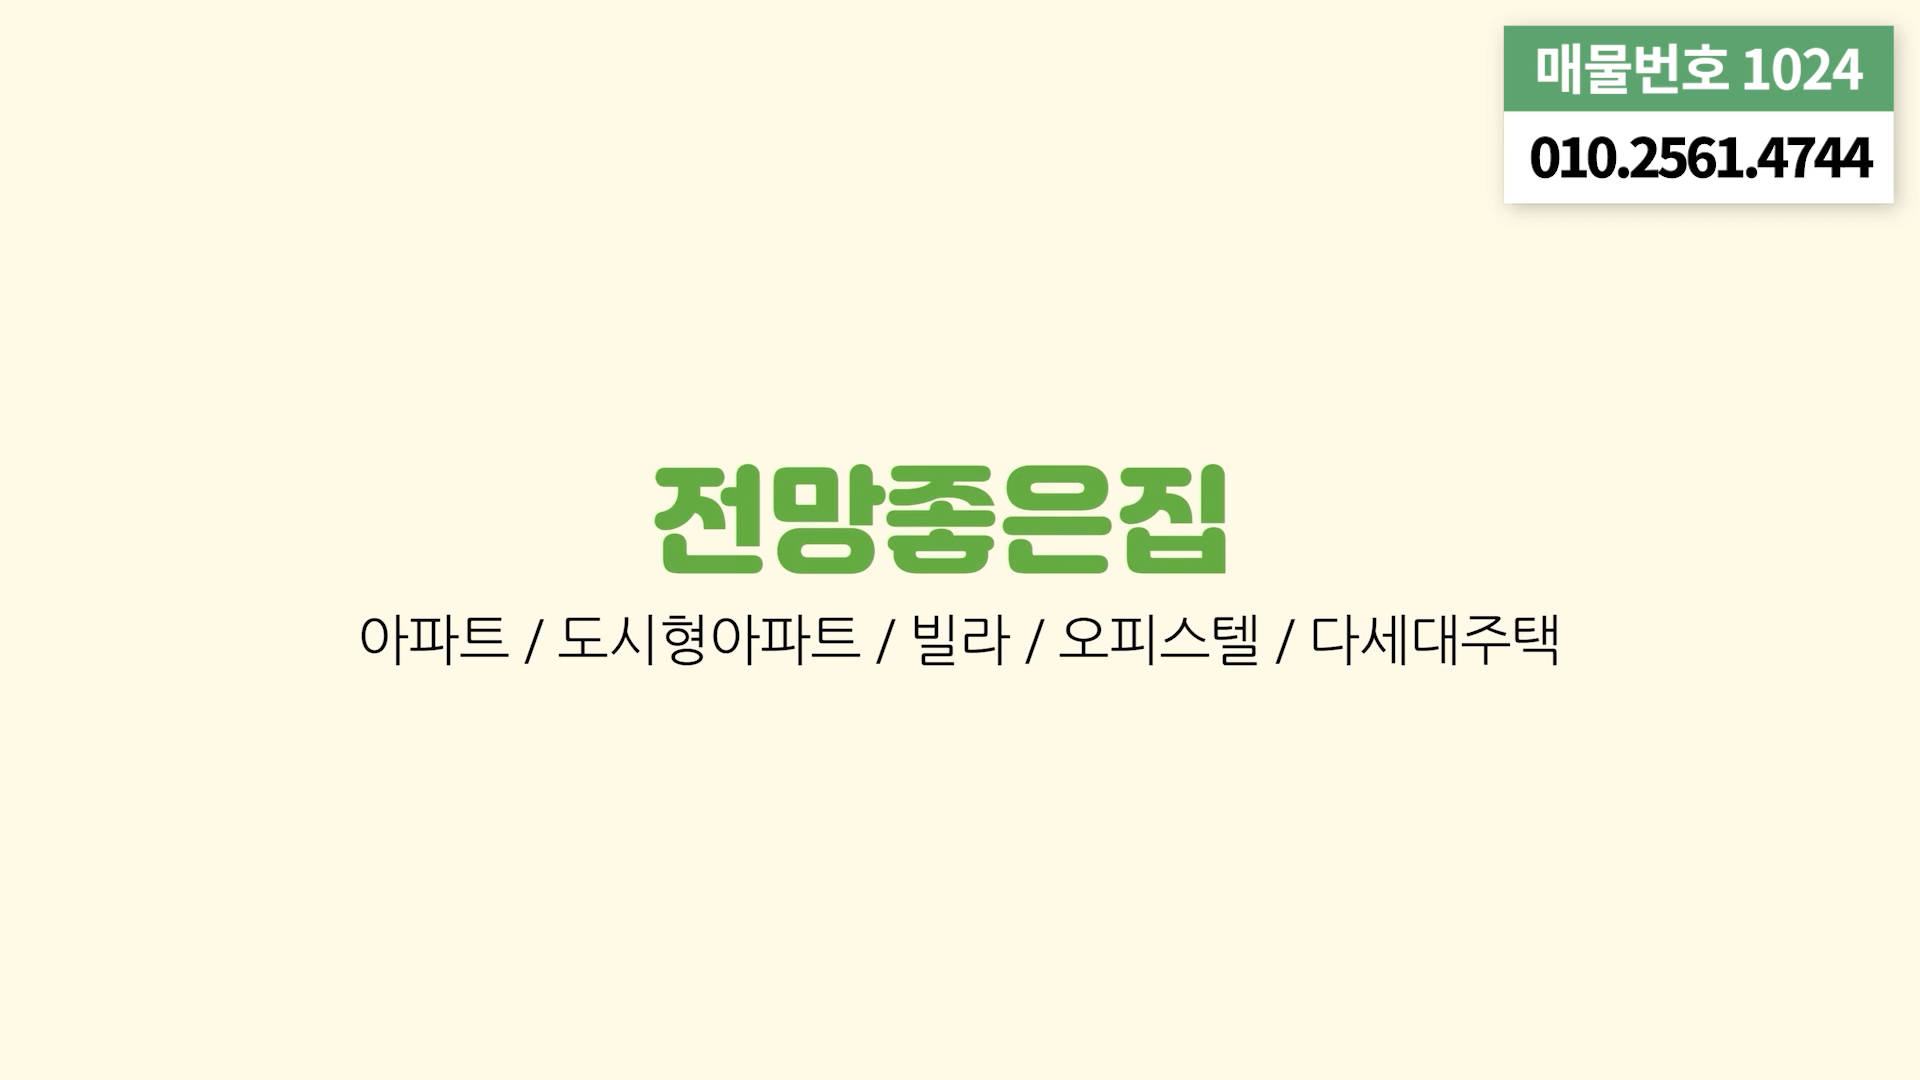 매물번호 1024
010.2561.4744
전망좋은집
아파트 / 도시형아파트 / 빌라 / 오피스텔 / 다세대주택